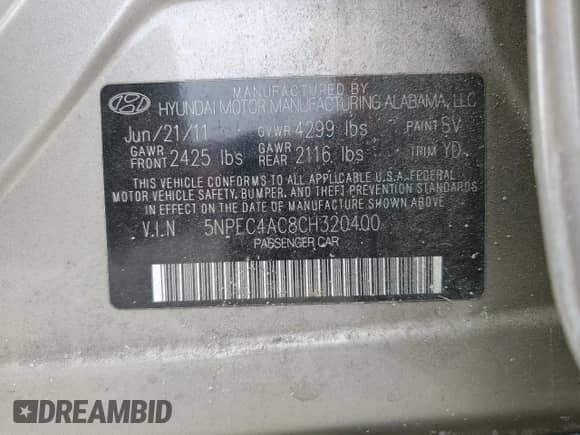 MANUFACTURED BY
HYUNDAI MOTOR MANUFACTURING ALABAMA, LLC
Jun/21/11 GVWR 4299 lbs PAINT SV
GAWR FRONT 2425 lbs GAWR REAR 2116 lbs TRIM YD
THIS VEHICLE CONFORMS TO ALL APPLICABLE U.S.A. FEDERAL
MOTOR VEHICLE SAFETY, BUMPER, AND THEFT PREVENTION STANDARDS
IN EFFECT ON THE DATE OF MANUFACTURE SHOWN ABOVE.
V.I.N 5NPEC4AC8CH320400
PASSENGER CAR
DREAMBID